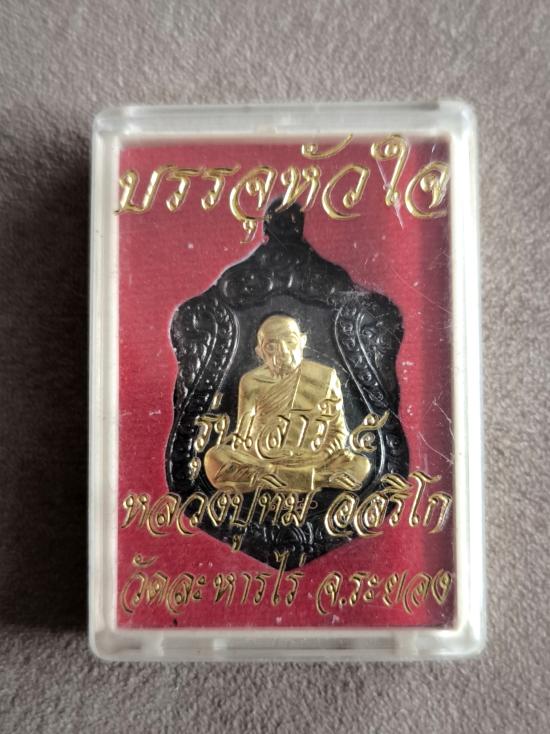 บรรจุหัวใจ
รุ่นเสาร์ ๕
หลวงปู่ทิม อิสริโก
วัดละหารไร่ จ.ระยอง